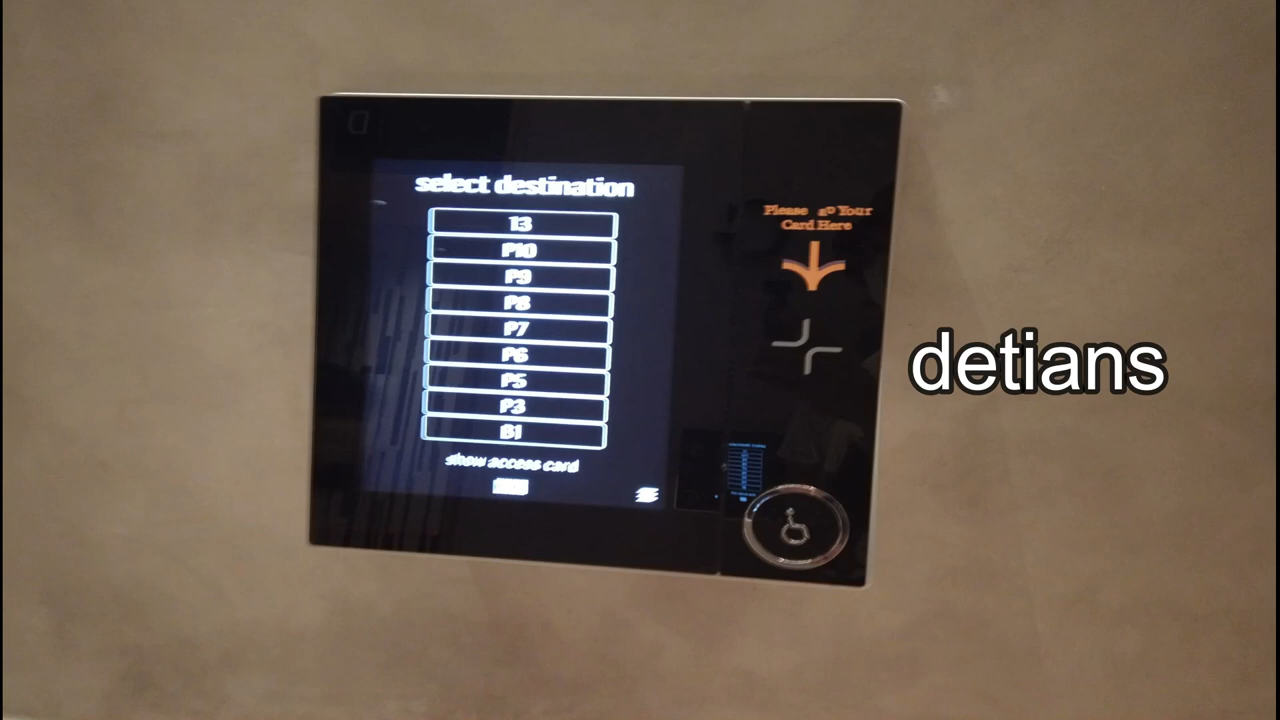 select destination
13
P10
P9
P8
P7
P6
P5
P3
B1
show access card
Please Your
Card Here
detians